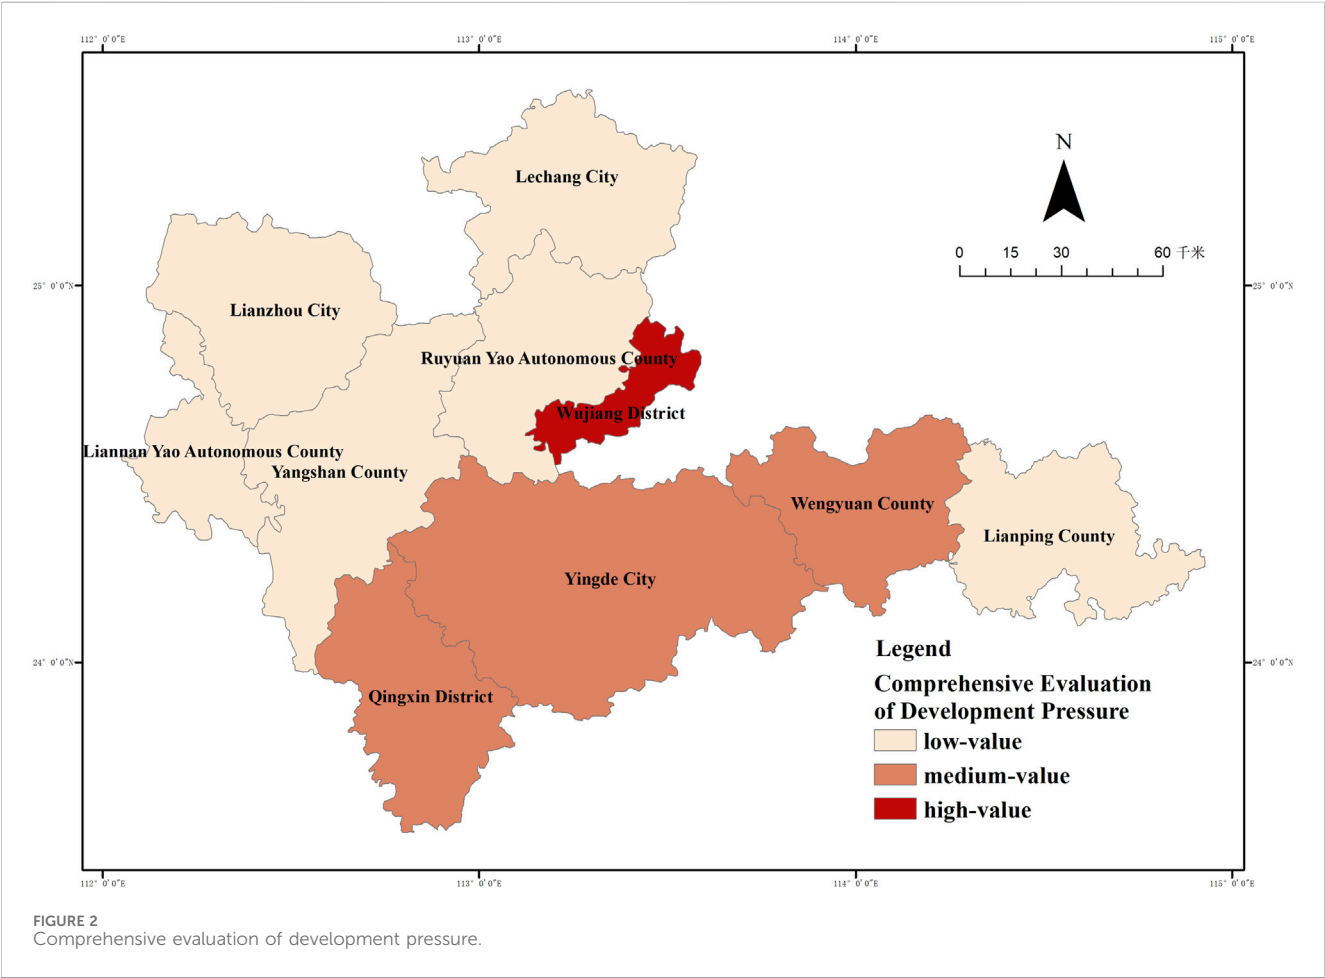 112° 0′0″E
113° 0′0″E
114° 0′0″E
115° 0′0″E
N
0 15 30 60 千米
Lechang City
25° 0′0″N
25° 0′0″N
Lianzhou City
Ruyuan Yao Autonomous County
Wujiang District
Liannan Yao Autonomous County
Yangshan County
Wengyuan County
Lianping County
Yingde City
Legend
24° 0′0″N
24° 0′0″N
Comprehensive Evaluation
of Development Pressure
Qingxin District
low-value
medium-value
high-value
112° 0′0″E
113° 0′0″E
114° 0′0″E
115° 0′0″E
FIGURE 2
Comprehensive evaluation of development pressure.